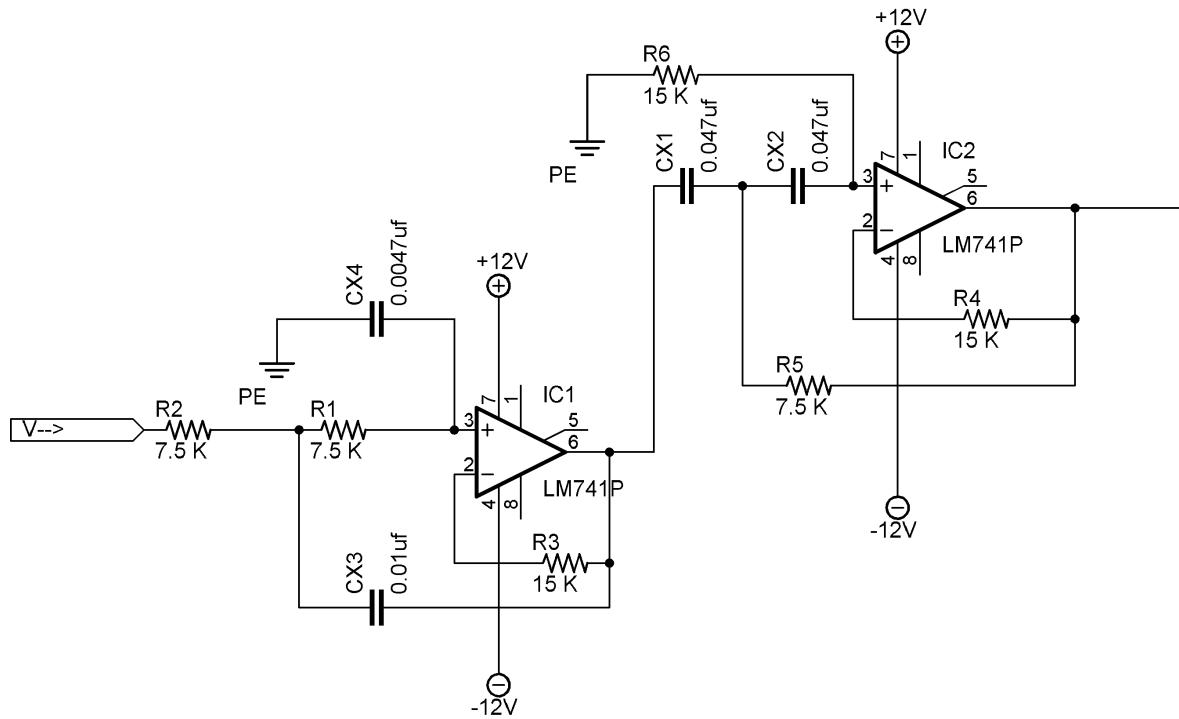 +12V
R6
15 K
PE
CX1
0.047uf
CX2
0.047uf
7
1
IC2
3
+
5
6
2
−
4
8
LM741P
R4
15 K
R5
7.5 K
-12V
+12V
CX4
0.0047uf
PE
V-->
R2
7.5 K
R1
7.5 K
7
1
IC1
3
+
5
6
2
−
4
8
LM741P
R3
15 K
CX3
0.01uf
-12V